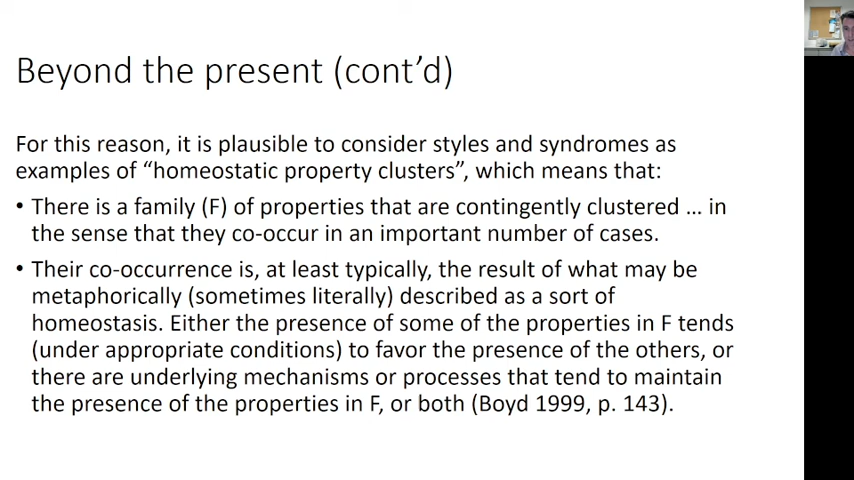 Beyond the present (cont’d)
For this reason, it is plausible to consider styles and syndromes as
examples of “homeostatic property clusters”, which means that:
• There is a family (F) of properties that are contingently clustered … in
the sense that they co-occur in an important number of cases.
• Their co-occurrence is, at least typically, the result of what may be
metaphorically (sometimes literally) described as a sort of
homeostasis. Either the presence of some of the properties in F tends
(under appropriate conditions) to favor the presence of the others, or
there are underlying mechanisms or processes that tend to maintain
the presence of the properties in F, or both (Boyd 1999, p. 143).